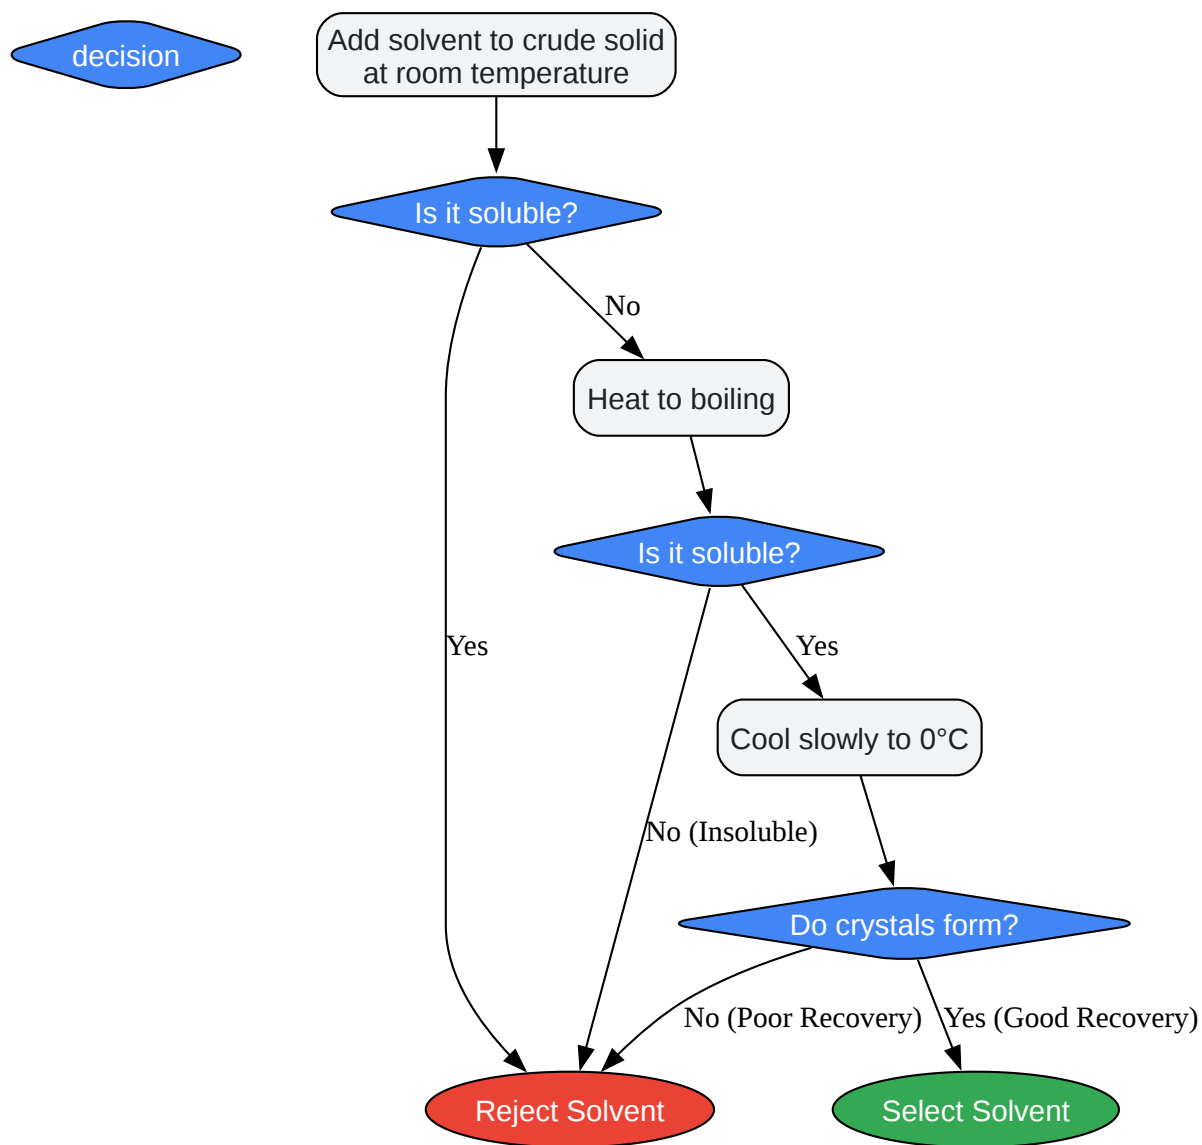 decision
Add solvent to crude solid
at room temperature
Is it soluble?
No
Heat to boiling
Is it soluble?
Yes
Yes
Cool slowly to 0°C
No (Insoluble)
Do crystals form?
No (Poor Recovery)
Yes (Good Recovery)
Reject Solvent
Select Solvent